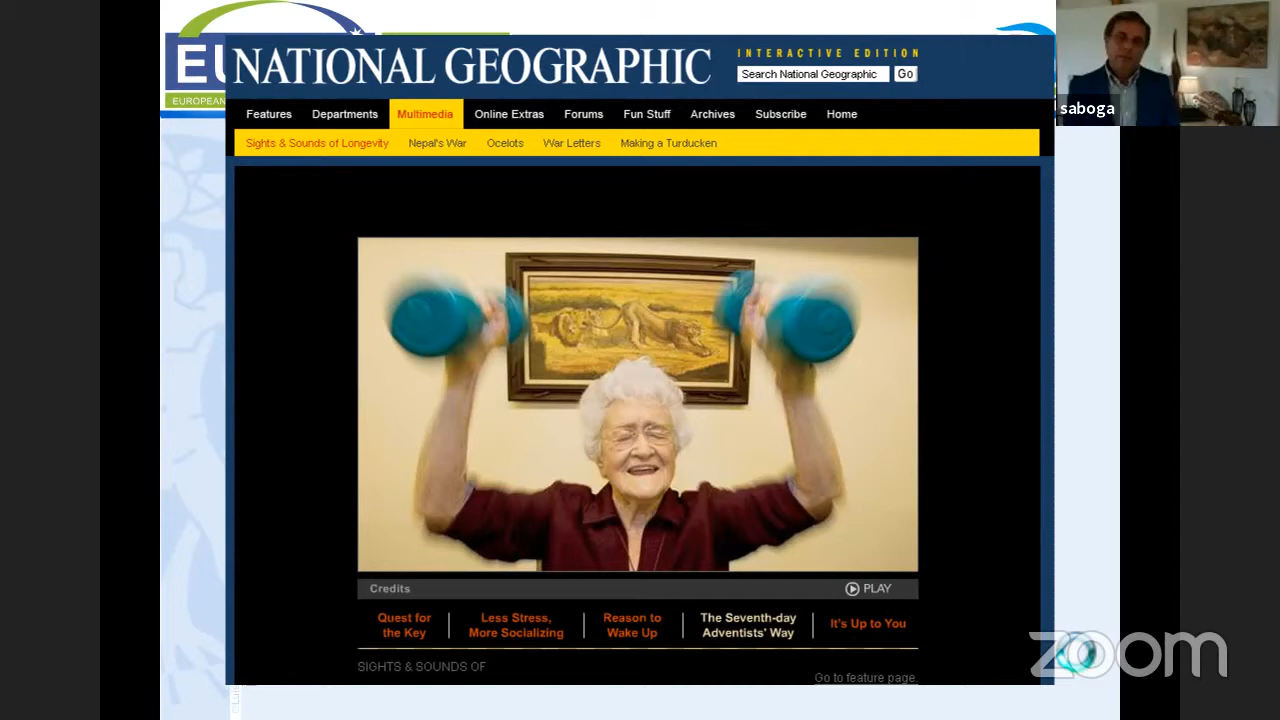 EU
EUROPEAN
NATIONAL GEOGRAPHIC
INTERACTIVE EDITION
Search National Geographic Go
saboga
Features Departments Multimedia Online Extras Forums Fun Stuff Archives Subscribe Home
Sights & Sounds of Longevity Nepal's War Ocelots War Letters Making a Turducken
Credits PLAY
Quest for the Key
Less Stress, More Socializing
Reason to Wake Up
The Seventh-day Adventists' Way
It's Up to You
SIGHTS & SOUNDS OF
Go to feature page.
zoom